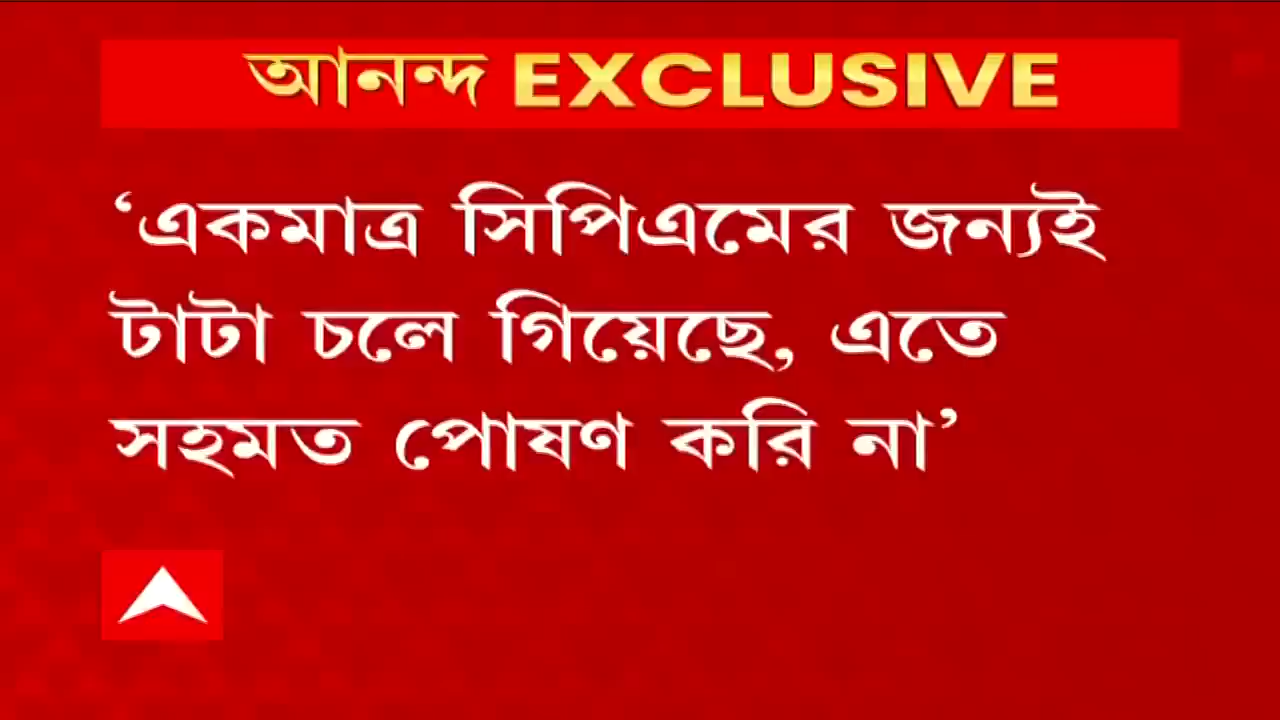 আনন্দ EXCLUSIVE
‘একমাত্র সিপিএমের জন্যই
টাটা চলে গিয়েছে, এতে
সহমত পোষণ করি না’